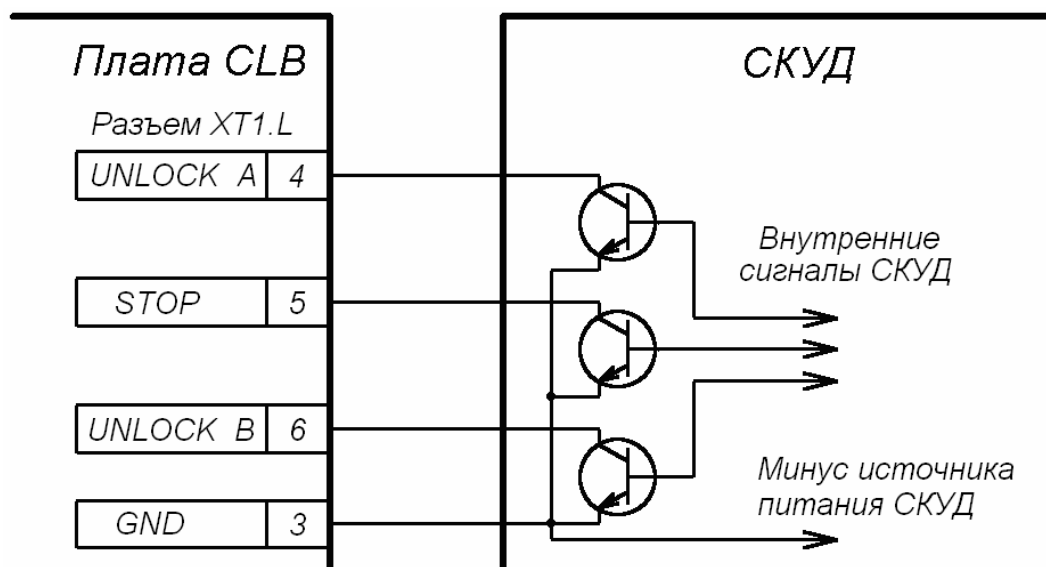 Плата CLB
СКУД
Разъем XT1.L
UNLOCK A 4
STOP 5
UNLOCK B 6
GND 3
Внутренние
сигналы СКУД
Минус источника
питания СКУД